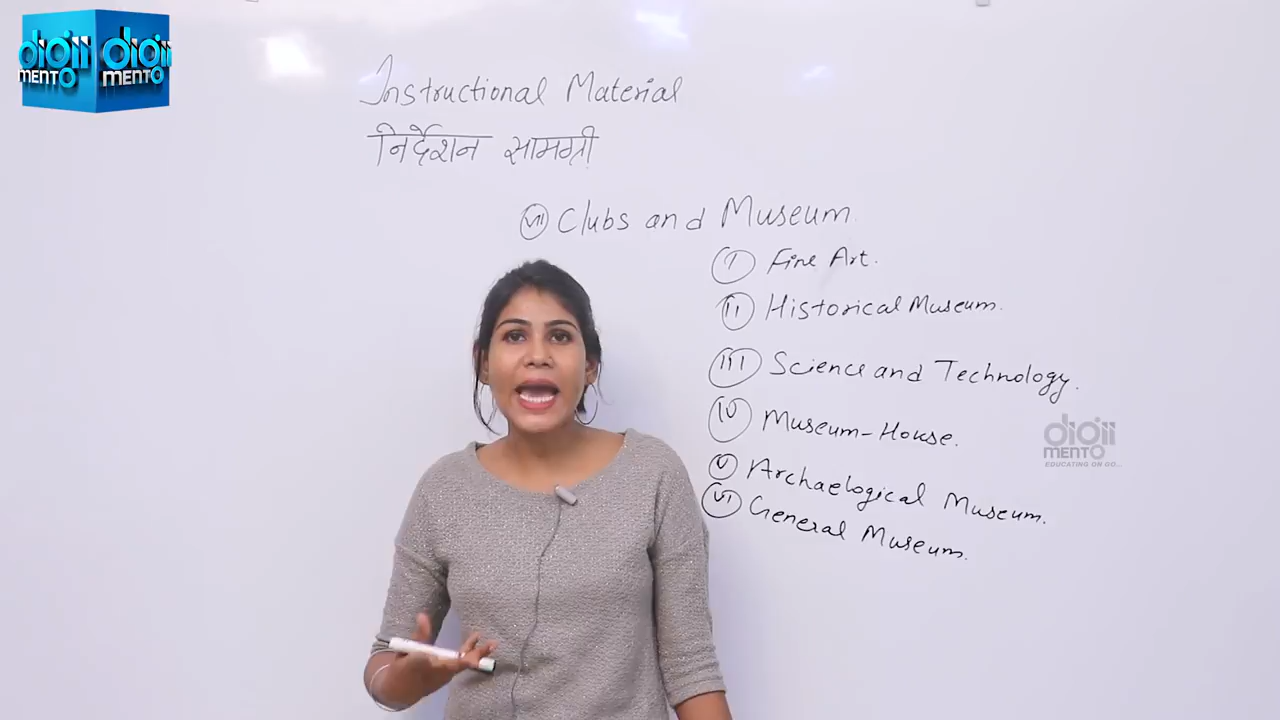 digii
MENTO
digii
MENTO
Instructional Material
निर्देशन सामग्री
VII Clubs and Museum.
I Fine Art.
II Historical Museum.
III Science and Technology.
IV Museum-House.
V Archaelogical Museum.
VI General Museum.
digii
MENTO
EDUCATING ON GO...